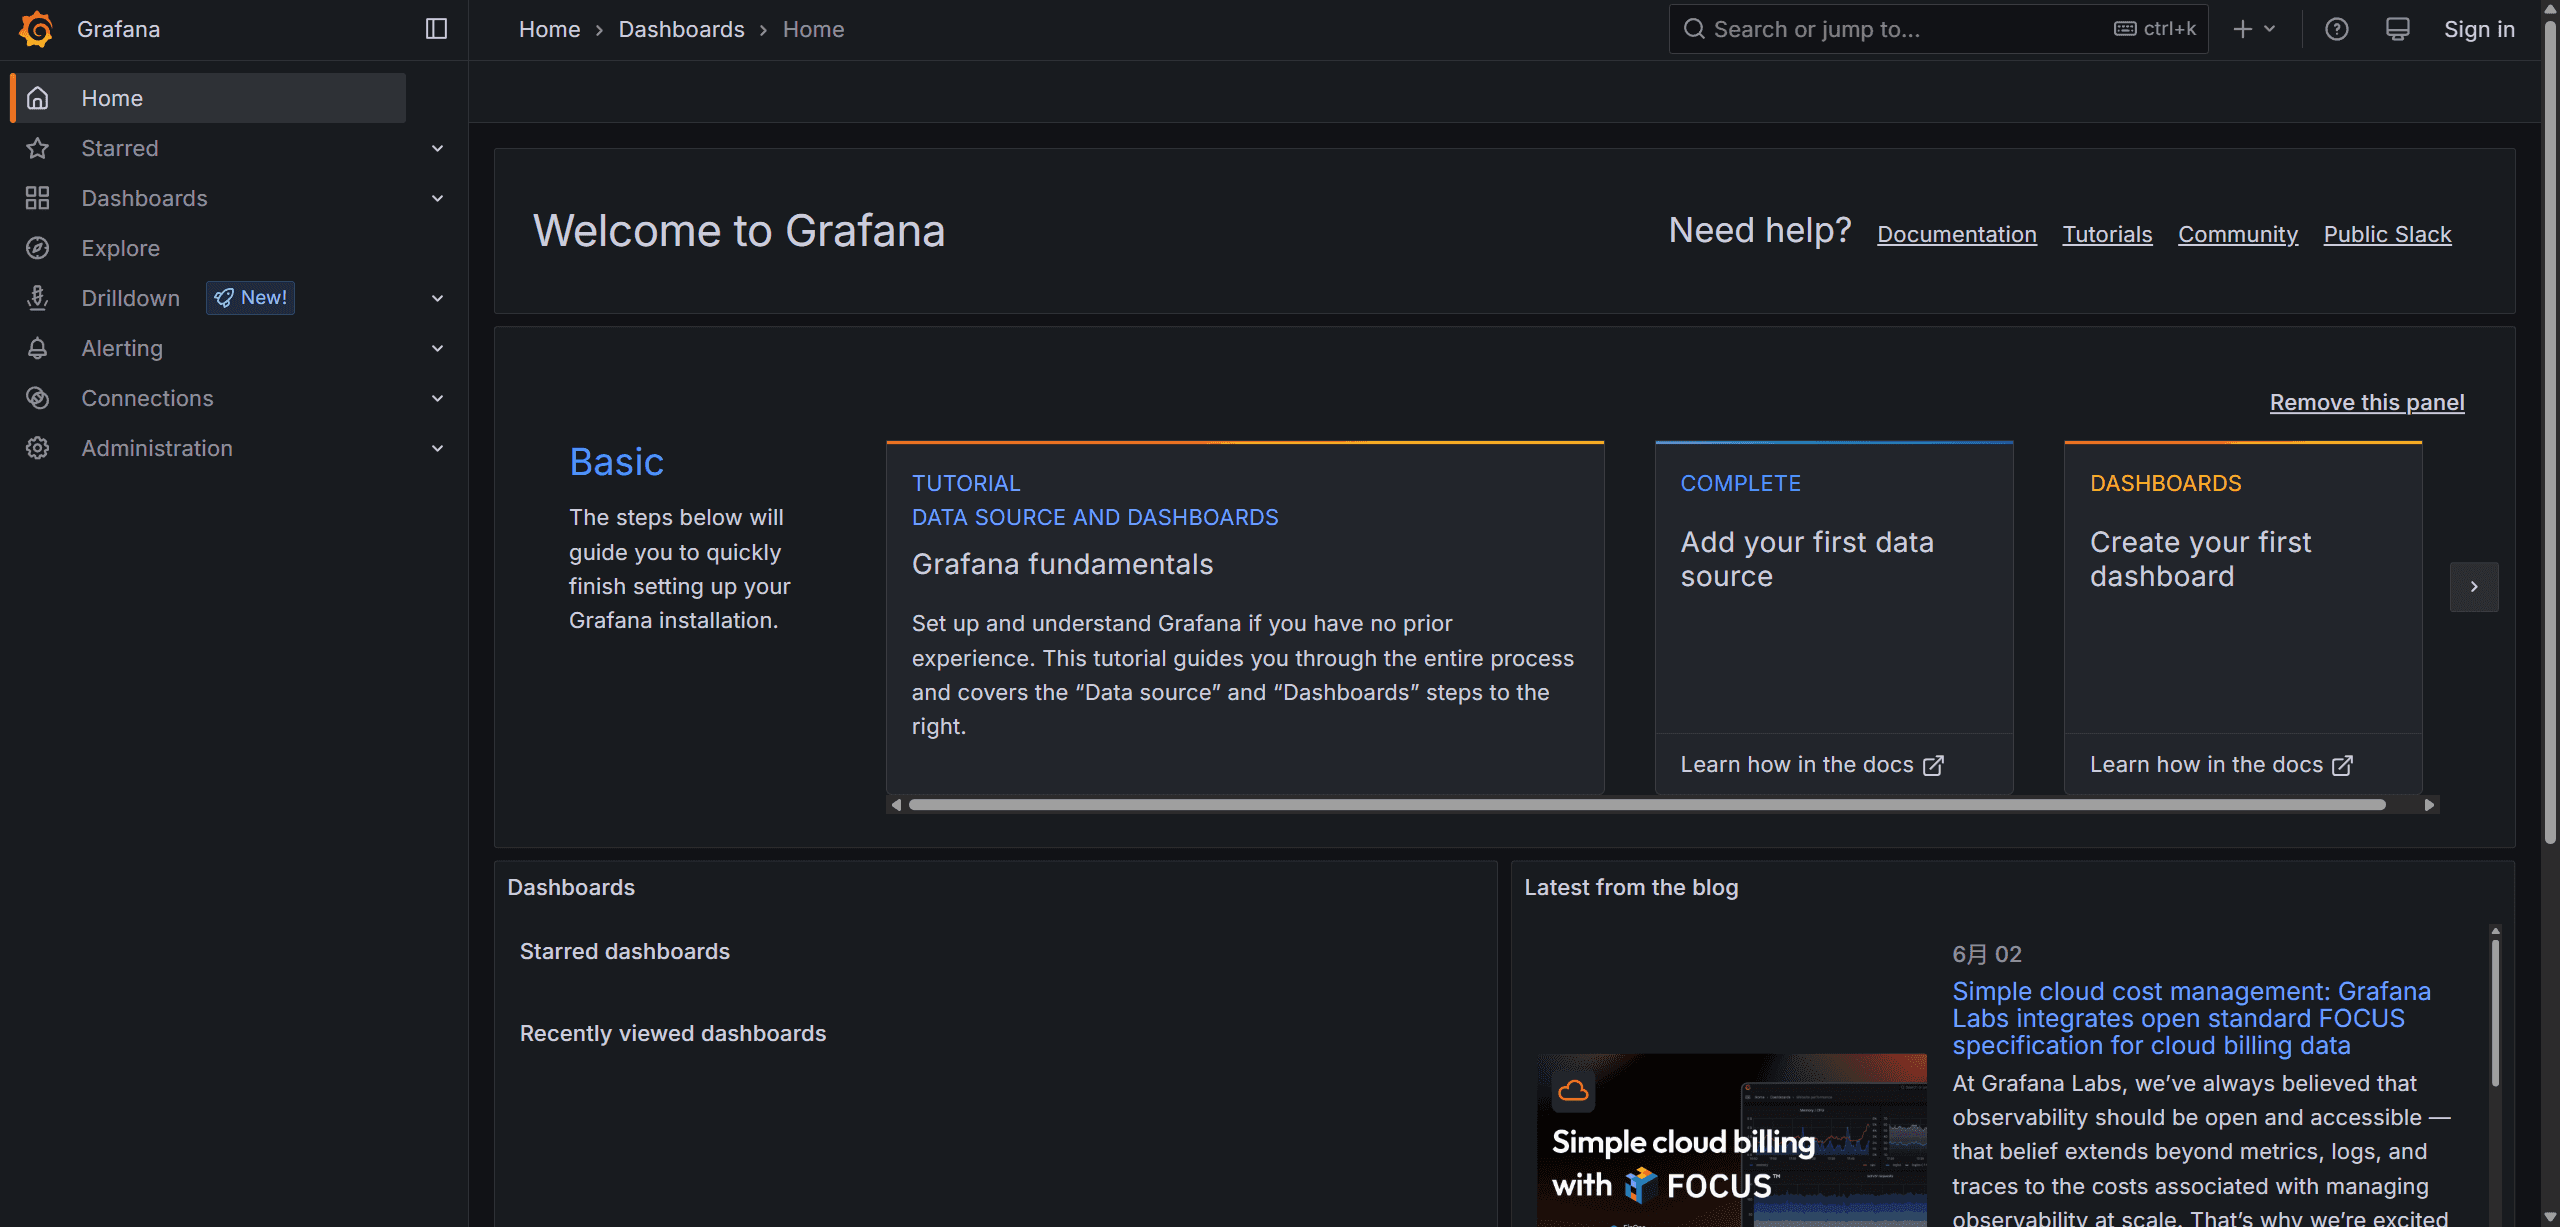 Grafana
Home › Dashboards › Home
Search or jump to...
ctrl+k
Sign in
Home
Starred
Dashboards
Explore
Drilldown
New!
Alerting
Connections
Administration
Welcome to Grafana
Need help?
Documentation
Tutorials
Community
Public Slack
Remove this panel
Basic
The steps below will
guide you to quickly
finish setting up your
Grafana installation.
TUTORIAL
DATA SOURCE AND DASHBOARDS
Grafana fundamentals
Set up and understand Grafana if you have no prior
experience. This tutorial guides you through the entire process
and covers the “Data source” and “Dashboards” steps to the
right.
COMPLETE
Add your first data
source
Learn how in the docs
DASHBOARDS
Create your first
dashboard
Learn how in the docs
Dashboards
Starred dashboards
Recently viewed dashboards
Latest from the blog
Simple cloud billing
with FOCUS™
6月 02
Simple cloud cost management: Grafana
Labs integrates open standard FOCUS
specification for cloud billing data
At Grafana Labs, we’ve always believed that
observability should be open and accessible —
that belief extends beyond metrics, logs, and
traces to the costs associated with managing
observability at scale. That’s why we’re excited